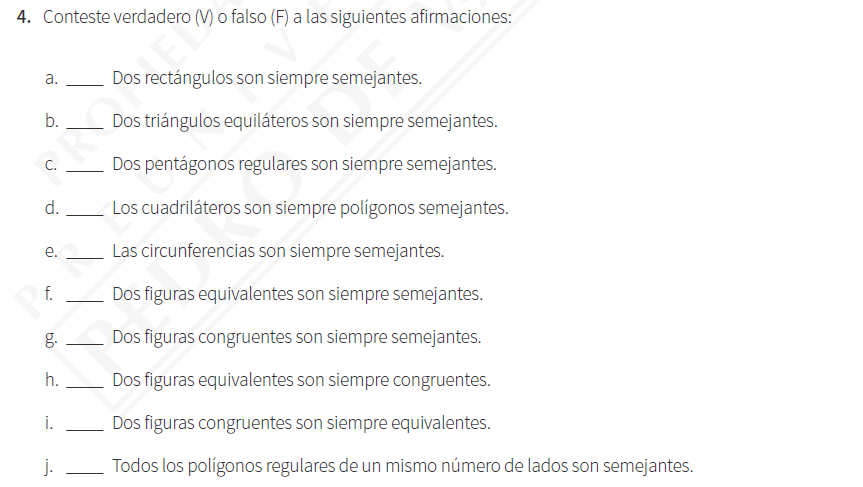 4. Conteste verdadero (V) o falso (F) a las siguientes afirmaciones:
a. ____ Dos rectángulos son siempre semejantes.
b. ____ Dos triángulos equiláteros son siempre semejantes.
c. ____ Dos pentágonos regulares son siempre semejantes.
d. ____ Los cuadriláteros son siempre polígonos semejantes.
e. ____ Las circunferencias son siempre semejantes.
f. ____ Dos figuras equivalentes son siempre semejantes.
g. ____ Dos figuras congruentes son siempre semejantes.
h. ____ Dos figuras equivalentes son siempre congruentes.
i. ____ Dos figuras congruentes son siempre equivalentes.
j. ____ Todos los polígonos regulares de un mismo número de lados son semejantes.